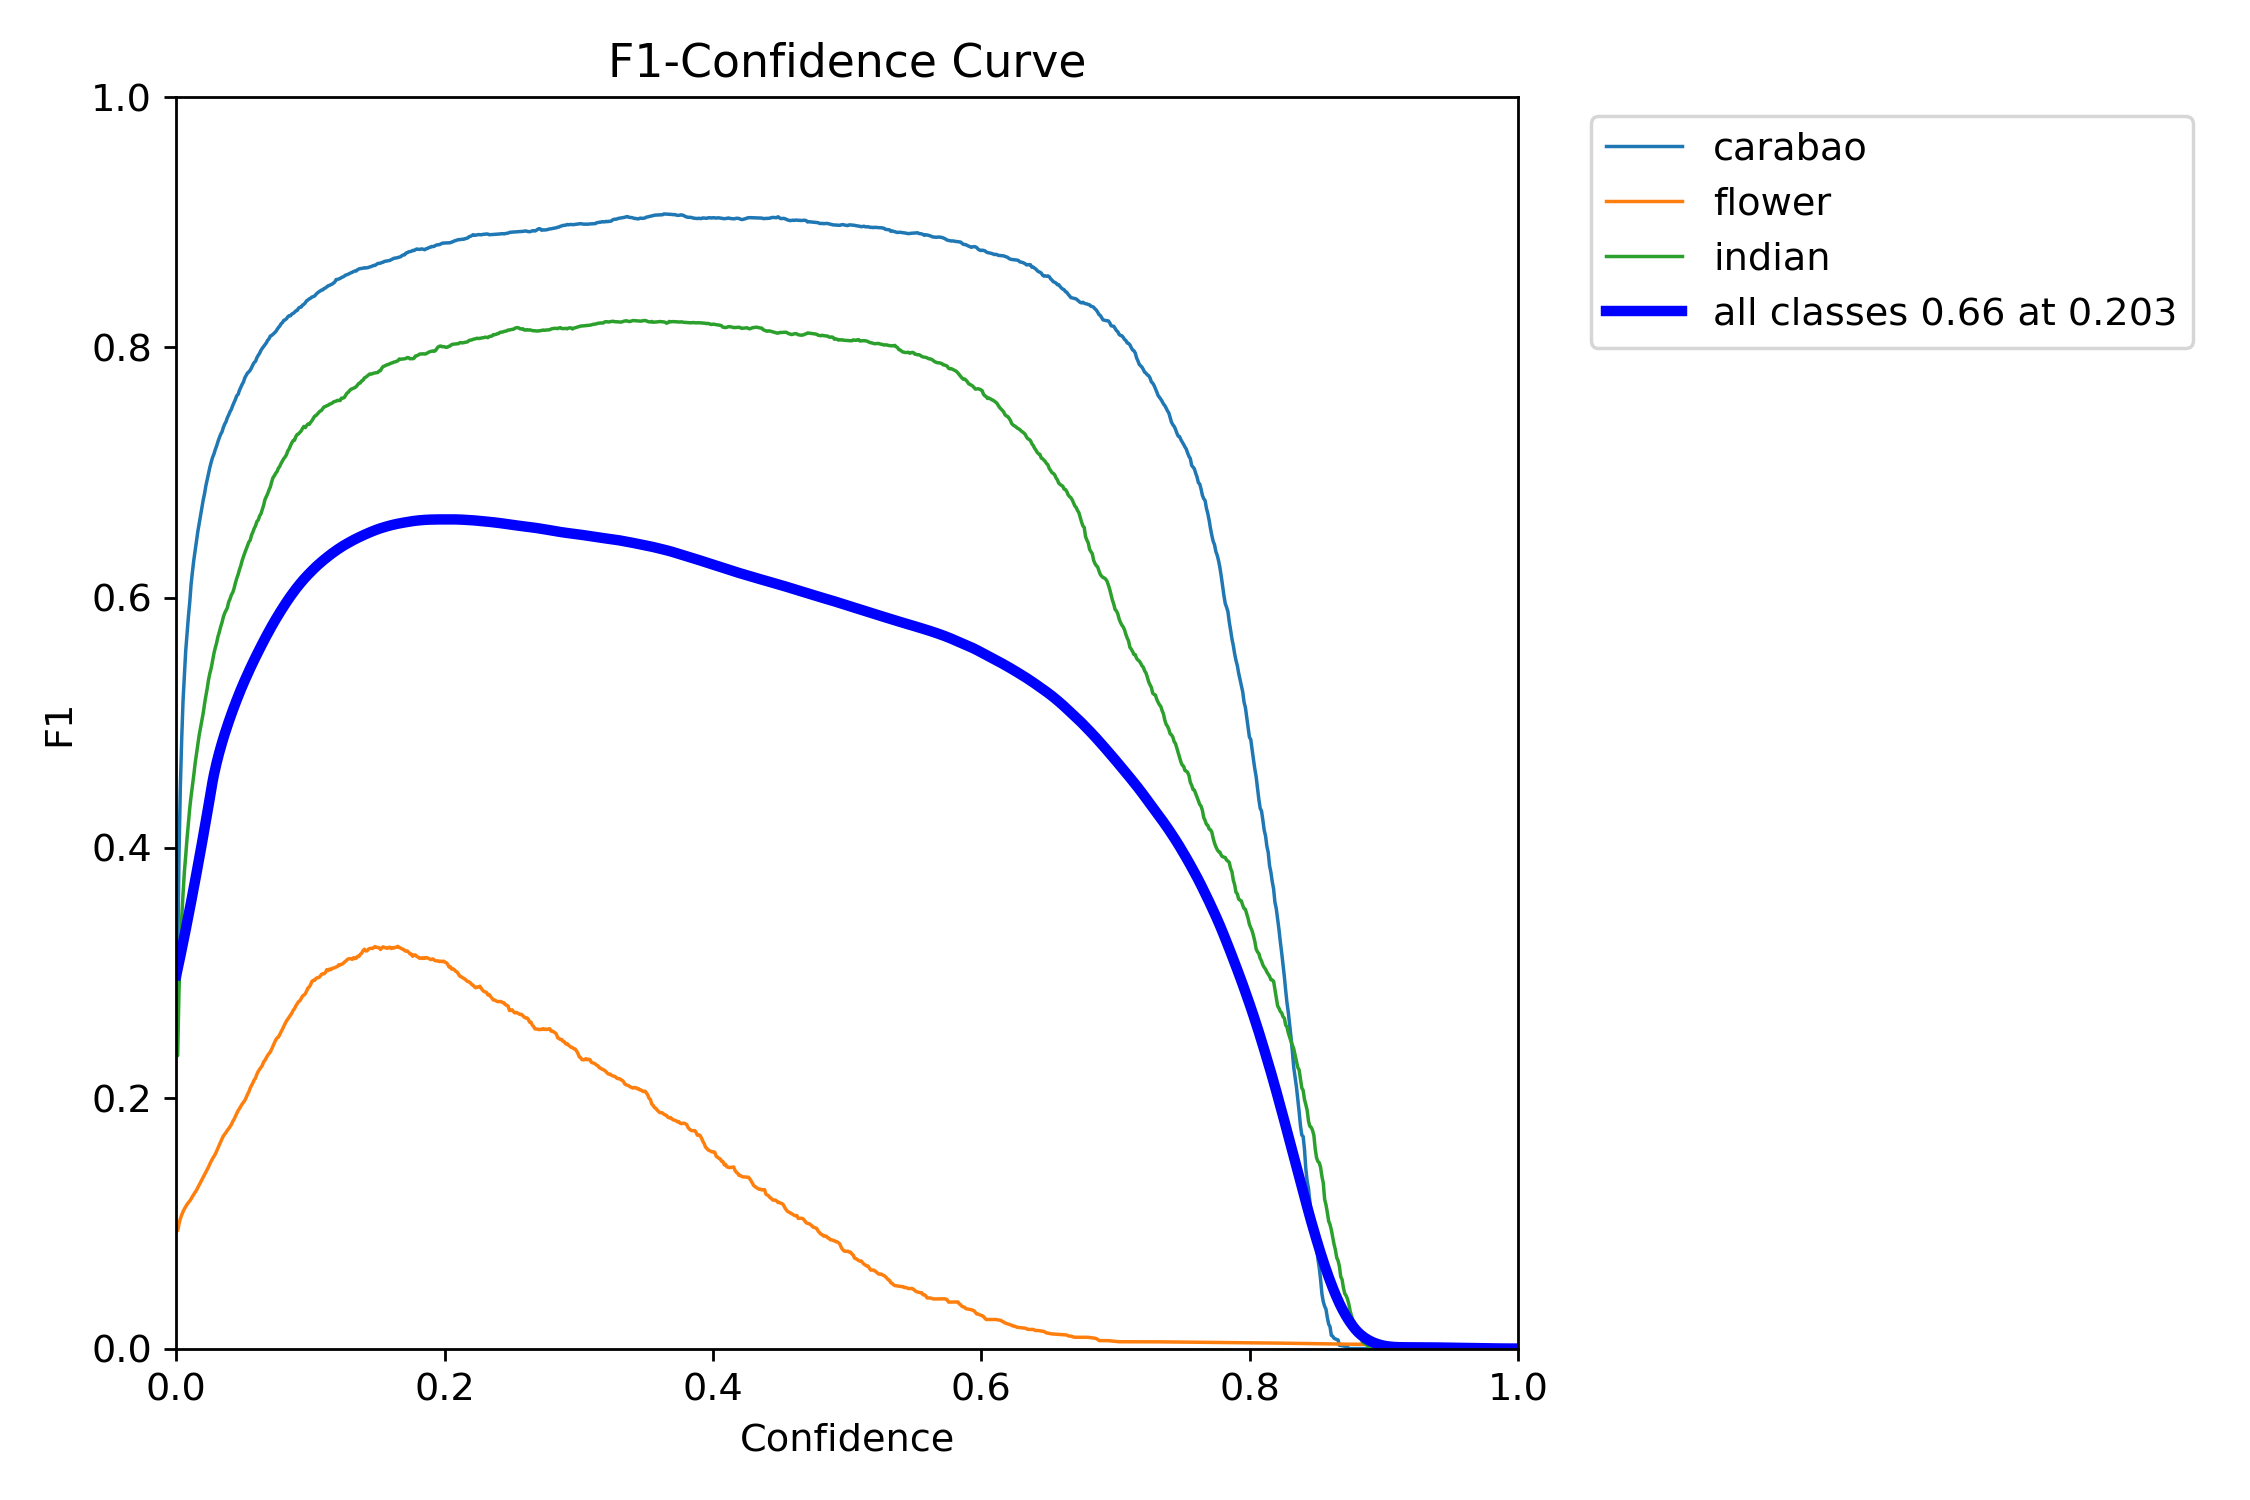 F1-Confidence Curve
1.0
0.8
0.6
0.4
0.2
0.0
F1
0.0 0.2 0.4 0.6 0.8 1.0
Confidence
carabao
flower
indian
all classes 0.66 at 0.203